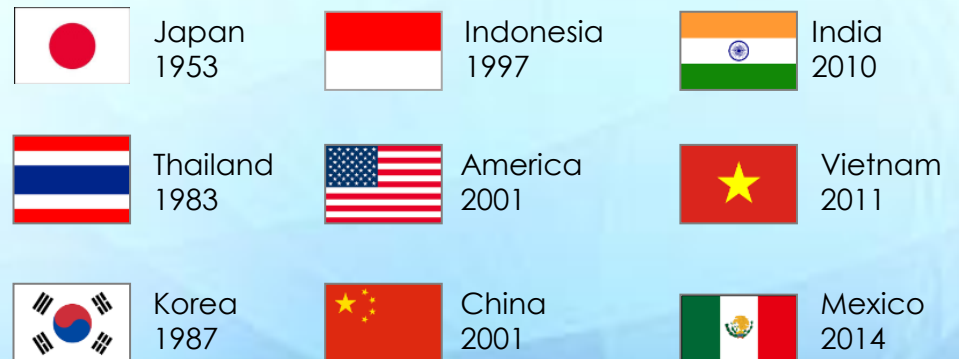 Japan
1953
Indonesia
1997
India
2010
Thailand
1983
America
2001
Vietnam
2011
Korea
1987
China
2001
Mexico
2014